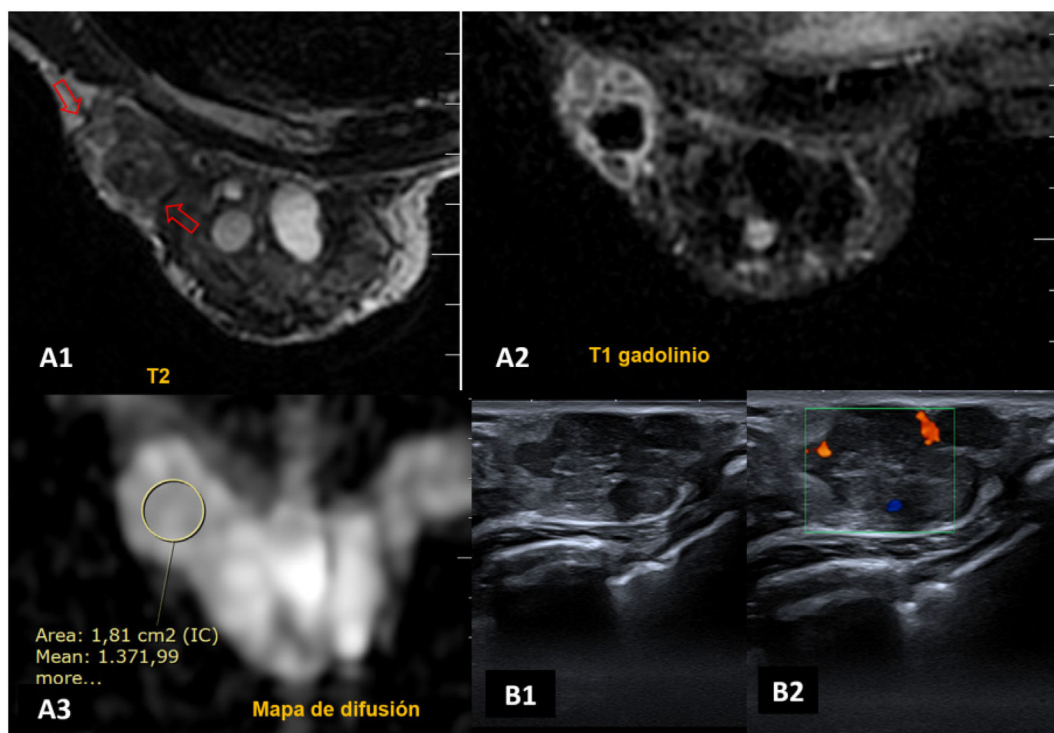 A1
T2
A2
T1 gadolinio
Area: 1,81 cm2 (IC)
Mean: 1.371,99
more...
A3
Mapa de difusión
B1
B2